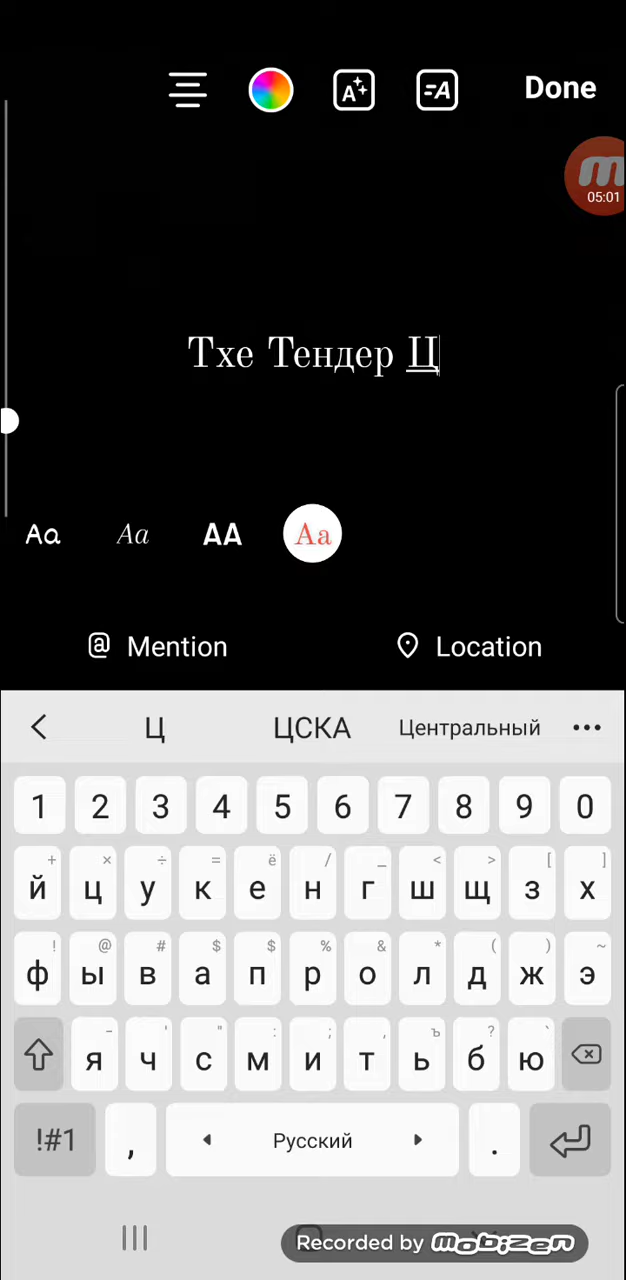 Done
05:01
Тхе Тендер Ц
Aa Aa AA Aa
Mention Location
Ц ЦСКА Центральный
1 2 3 4 5 6 7 8 9 0
+ × ÷ = ё / _ < > [ ]
й ц у к е н г ш щ з х
! @ # $ $ % & * ( ) ~
ф ы в а п р о л д ж э
- ' " : ; , ъ ? `
я ч с м и т ь б ю
!#1 , Русский .
Recorded by mobizen